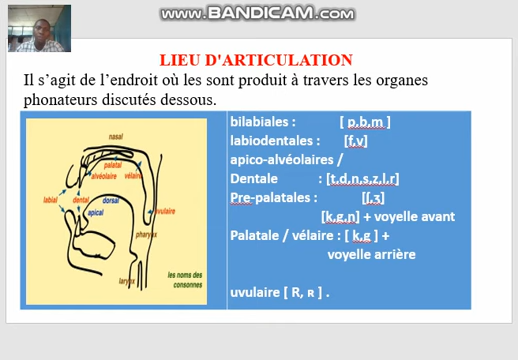 www.BANDICAM.com
LIEU D'ARTICULATION
Il s'agit de l'endroit où les sont produit à travers les organes
phonateurs discutés dessous.
nasal
palatal
alvéolaire
vélaire
labial
dental
dorsal
uvulaire
apical
pharynx
larynx
les noms des
consonnes
bilabiales : [ p,b,m ]
labiodentales : [f,v]
apico-alvéolaires /
Dentale : [t,d,n,s,z,l,r]
Pre-palatales : [ʃ,ʒ]
[k,g,n] + voyelle avant
Palatale / vélaire : [ k,g ] +
voyelle arrière
uvulaire [ R, ʀ ] .